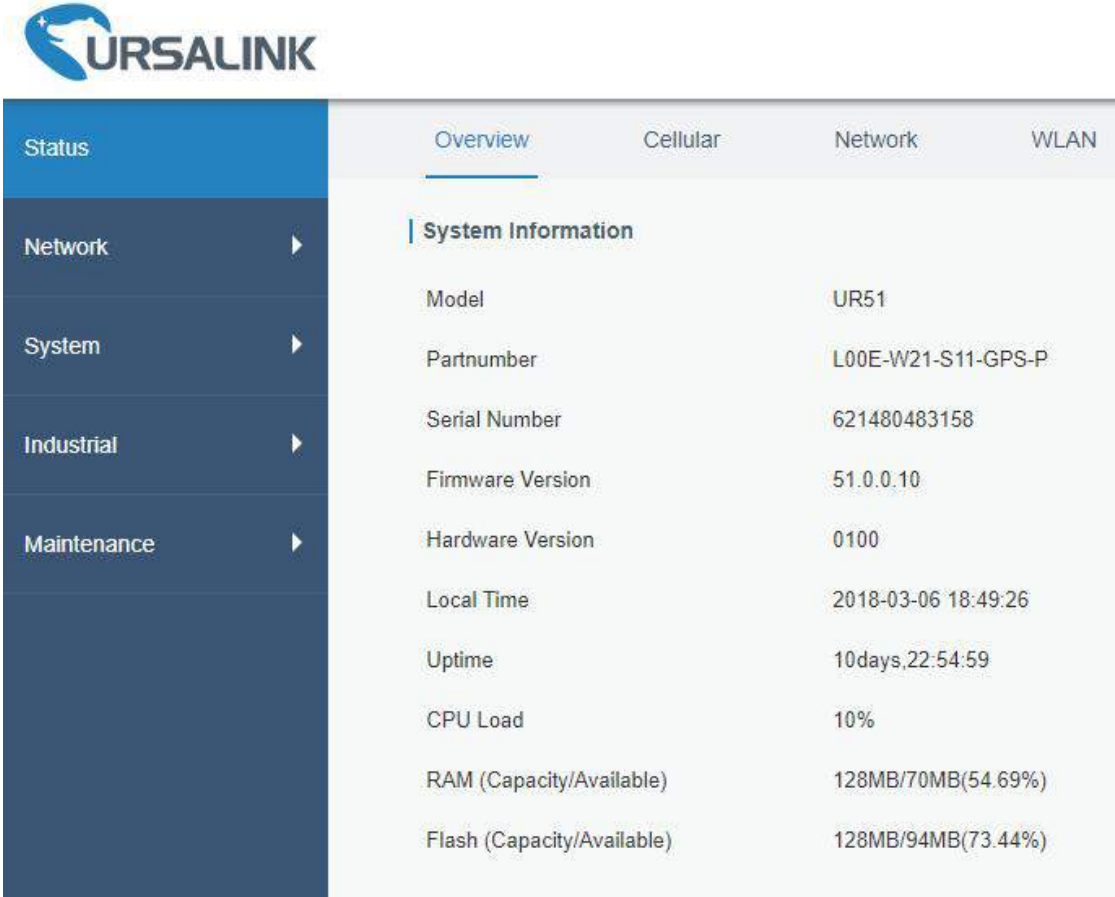 URSALINK
Status
Overview Cellular Network WLAN
System Information
Network
Model UR51
System
Partnumber L00E-W21-S11-GPS-P
Serial Number 621480483158
Industrial
Firmware Version 51.0.0.10
Maintenance
Hardware Version 0100
Local Time 2018-03-06 18:49:26
Uptime 10days,22:54:59
CPU Load 10%
RAM (Capacity/Available) 128MB/70MB(54.69%)
Flash (Capacity/Available) 128MB/94MB(73.44%)